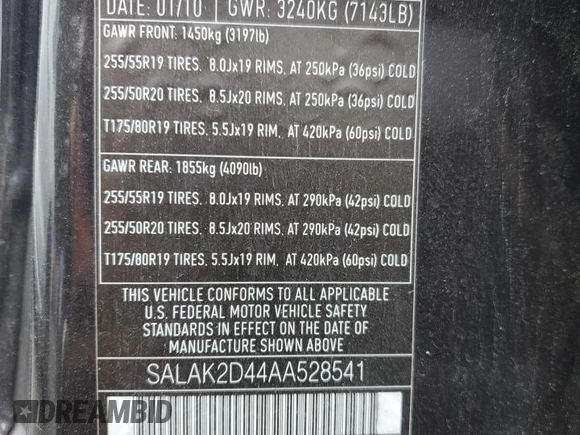 DATE: 01/10 GWR: 3240KG (7143LB)
GAWR FRONT: 1450kg (3197lb)
255/55R19 TIRES. 8.0Jx19 RIMS, AT 250kPa (36psi) COLD
255/50R20 TIRES. 8.5Jx20 RIMS, AT 250kPa (36psi) COLD
T175/80R19 TIRES. 5.5Jx19 RIM, AT 420kPa (60psi) COLD
GAWR REAR: 1855kg (4090lb)
255/55R19 TIRES. 8.0Jx19 RIMS, AT 290kPa (42psi) COLD
255/50R20 TIRES. 8.5Jx20 RIMS, AT 290kPa (42psi) COLD
T175/80R19 TIRES. 5.5Jx19 RIM, AT 420kPa (60psi) COLD
THIS VEHICLE CONFORMS TO ALL APPLICABLE
U.S. FEDERAL MOTOR VEHICLE SAFETY
STANDARDS IN EFFECT ON THE DATE OF
MANUFACTURE SHOWN ABOVE
SALAK2D44AA528541
DREAMBID